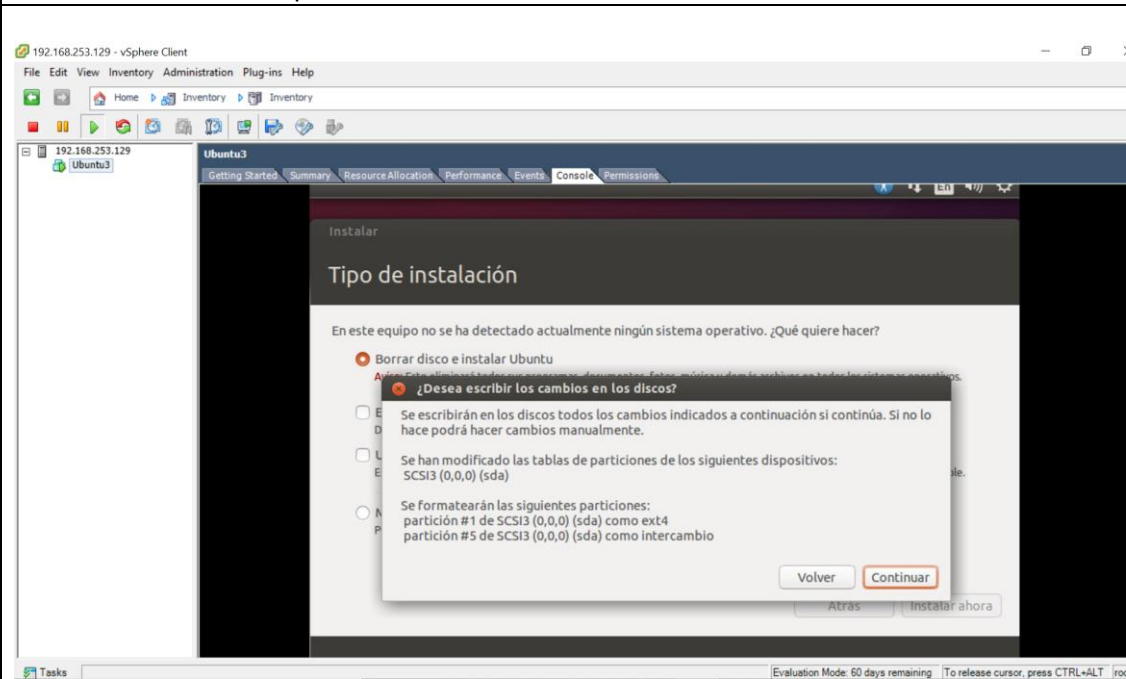 192.168.253.129 - vSphere Client
File Edit View Inventory Administration Plug-ins Help
Home Inventory Inventory
192.168.253.129
Ubuntu3
Ubuntu3
Getting Started Summary Resource Allocation Performance Events Console Permissions
En
Instalar
Tipo de instalación
En este equipo no se ha detectado actualmente ningún sistema operativo. ¿Qué quiere hacer?
Borrar disco e instalar Ubuntu
¿Desea escribir los cambios en los discos?
Se escribirán en los discos todos los cambios indicados a continuación si continúa. Si no lo
hace podrá hacer cambios manualmente.
Se han modificado las tablas de particiones de los siguientes dispositivos:
SCSI3 (0,0,0) (sda)
Se formatearán las siguientes particiones:
partición #1 de SCSI3 (0,0,0) (sda) como ext4
partición #5 de SCSI3 (0,0,0) (sda) como intercambio
Volver Continuar
Atrás Instalar ahora
Tasks Evaluation Mode: 60 days remaining To release cursor, press CTRL+ALT